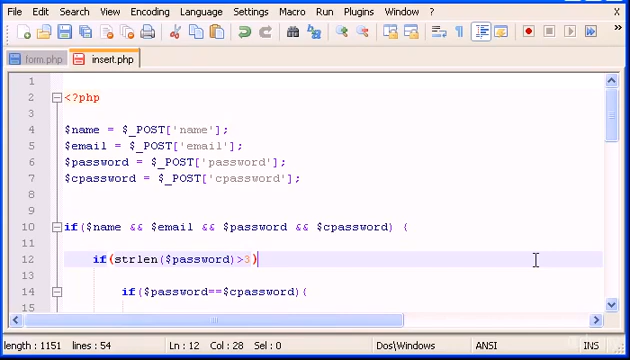 File Edit Search View Encoding Language Settings Macro Run Plugins Window ? X
form.php insert.php
1
2 <?php
3
4 $name = $_POST['name'];
5 $email = $_POST['email'];
6 $password = $_POST['password'];
7 $cpassword = $_POST['cpassword'];
8
9
10 if($name && $email && $password && $cpassword) {
11
12 if(strlen($password)>3)
13
14 if($password==$cpassword){
15
length : 1151 lines : 54 Ln : 12 Col : 28 Sel : 0 Dos\Windows ANSI INS